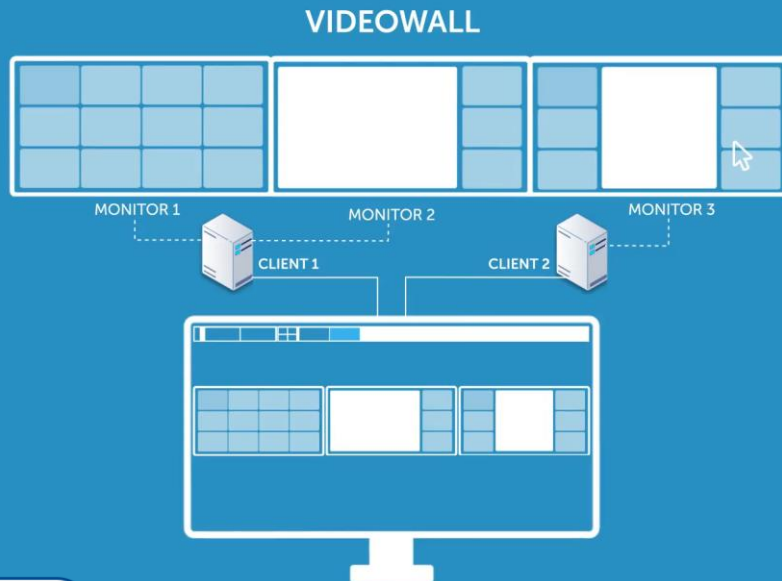 VIDEOWALL
MONITOR 1
MONITOR 2
MONITOR 3
CLIENT 1
CLIENT 2